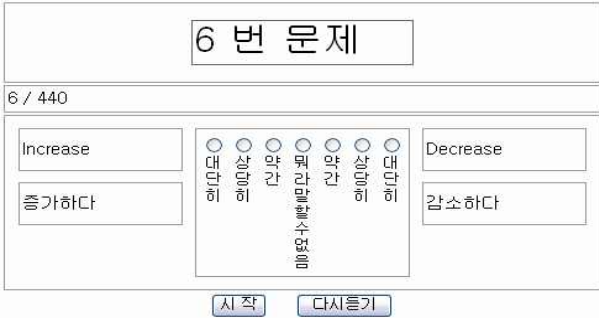 6 번 문제
6 / 440
Increase
증가하다
대단히
상당히
약간
뭐라말할수없음
약간
상당히
대단히
Decrease
감소하다
시 작
다시듣기